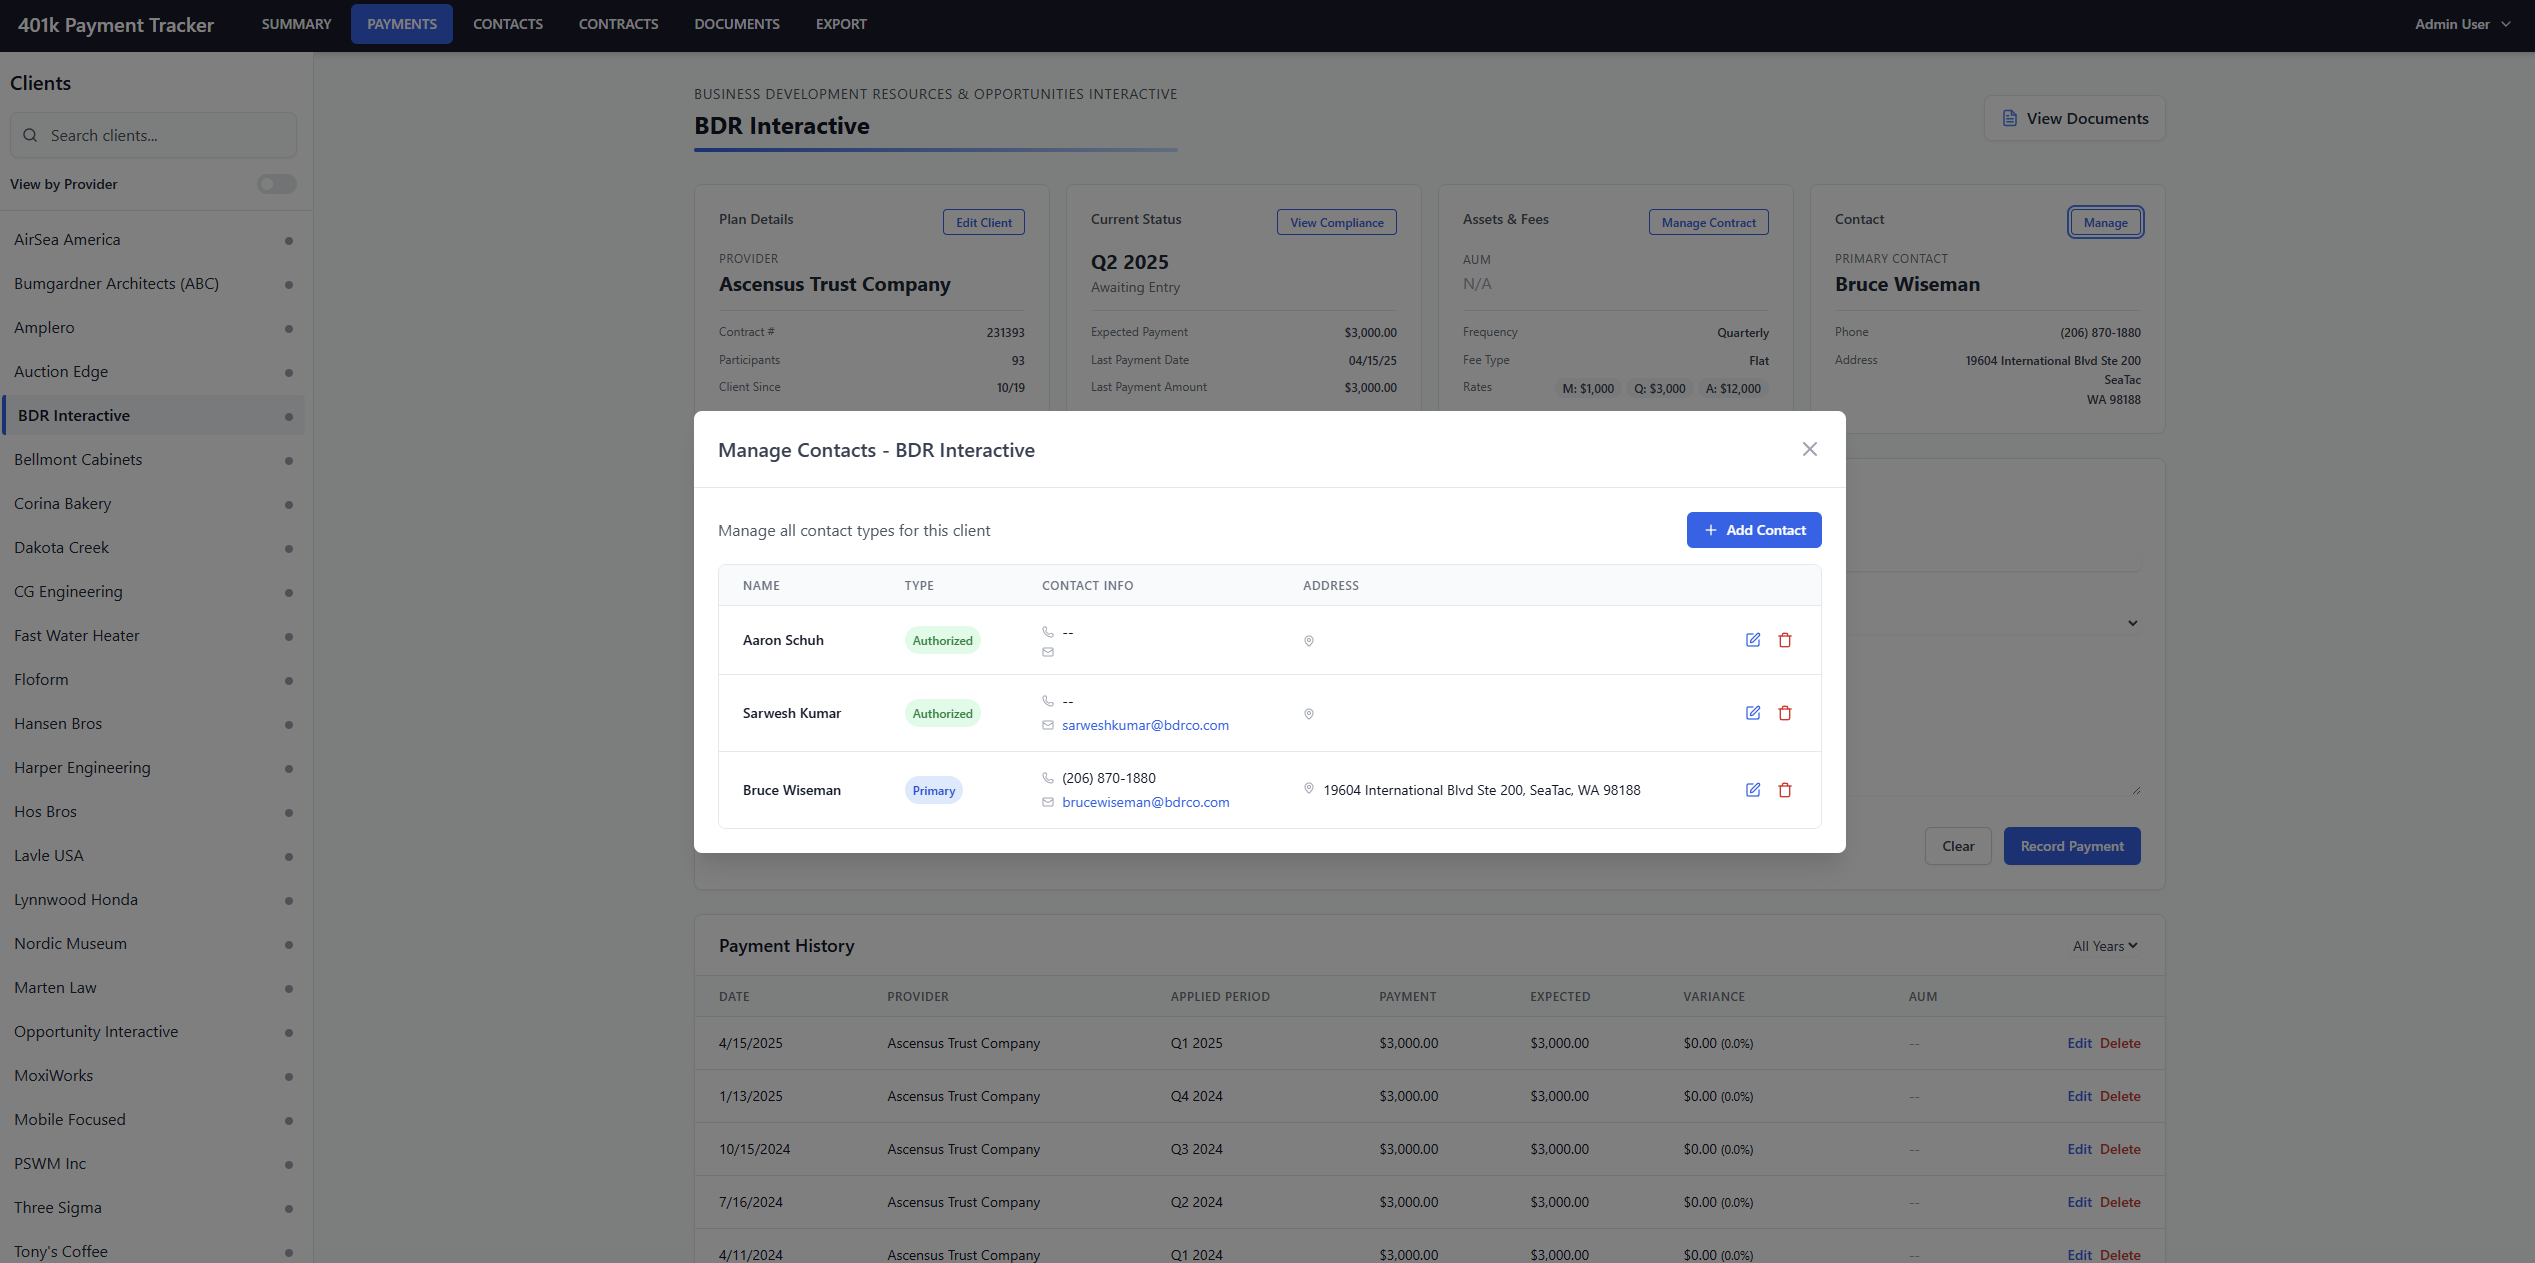 401k Payment Tracker
SUMMARY
PAYMENTS
CONTACTS
CONTRACTS
DOCUMENTS
EXPORT
Admin User
Clients
Search clients...
View by Provider
AirSea America
Bumgardner Architects (ABC)
Amplero
Auction Edge
BDR Interactive
Bellmont Cabinets
Corina Bakery
Dakota Creek
CG Engineering
Fast Water Heater
Floform
Hansen Bros
Harper Engineering
Hos Bros
Lavle USA
Lynnwood Honda
Nordic Museum
Marten Law
Opportunity Interactive
MoxiWorks
Mobile Focused
PSWM Inc
Three Sigma
Tony's Coffee
BUSINESS DEVELOPMENT RESOURCES & OPPORTUNITIES INTERACTIVE
BDR Interactive
View Documents
Plan Details
Edit Client
PROVIDER
Ascensus Trust Company
Contract # 231393
Participants 93
Client Since 10/19
Current Status
View Compliance
Q2 2025
Awaiting Entry
Expected Payment $3,000.00
Last Payment Date 04/15/25
Last Payment Amount $3,000.00
Assets & Fees
Manage Contract
AUM
N/A
Frequency Quarterly
Fee Type Flat
Rates M: $1,000 Q: $3,000 A: $12,000
Contact
Manage
PRIMARY CONTACT
Bruce Wiseman
Phone (206) 870-1880
Address 19604 International Blvd Ste 200
SeaTac
WA 98188
Manage Contacts - BDR Interactive
Manage all contact types for this client
+ Add Contact
NAME TYPE CONTACT INFO ADDRESS
Aaron Schuh Authorized --
Sarwesh Kumar Authorized --
sarweshkumar@bdrco.com
Bruce Wiseman Primary (206) 870-1880
brucewiseman@bdrco.com
19604 International Blvd Ste 200, SeaTac, WA 98188
Clear
Record Payment
Payment History
All Years
DATE PROVIDER APPLIED PERIOD PAYMENT EXPECTED VARIANCE AUM
4/15/2025 Ascensus Trust Company Q1 2025 $3,000.00 $3,000.00 $0.00 (0.0%) -- Edit Delete
1/13/2025 Ascensus Trust Company Q4 2024 $3,000.00 $3,000.00 $0.00 (0.0%) -- Edit Delete
10/15/2024 Ascensus Trust Company Q3 2024 $3,000.00 $3,000.00 $0.00 (0.0%) -- Edit Delete
7/16/2024 Ascensus Trust Company Q2 2024 $3,000.00 $3,000.00 $0.00 (0.0%) -- Edit Delete
4/11/2024 Ascensus Trust Company Q1 2024 $3,000.00 $3,000.00 $0.00 (0.0%) -- Edit Delete